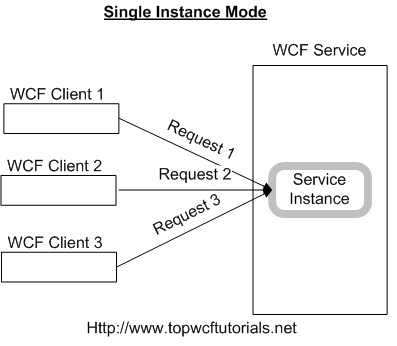 Single Instance Mode
WCF Service
WCF Client 1
Request 1
WCF Client 2
Request 2
Service
Instance
Request 3
WCF Client 3
Http://www.topwcftutorials.net